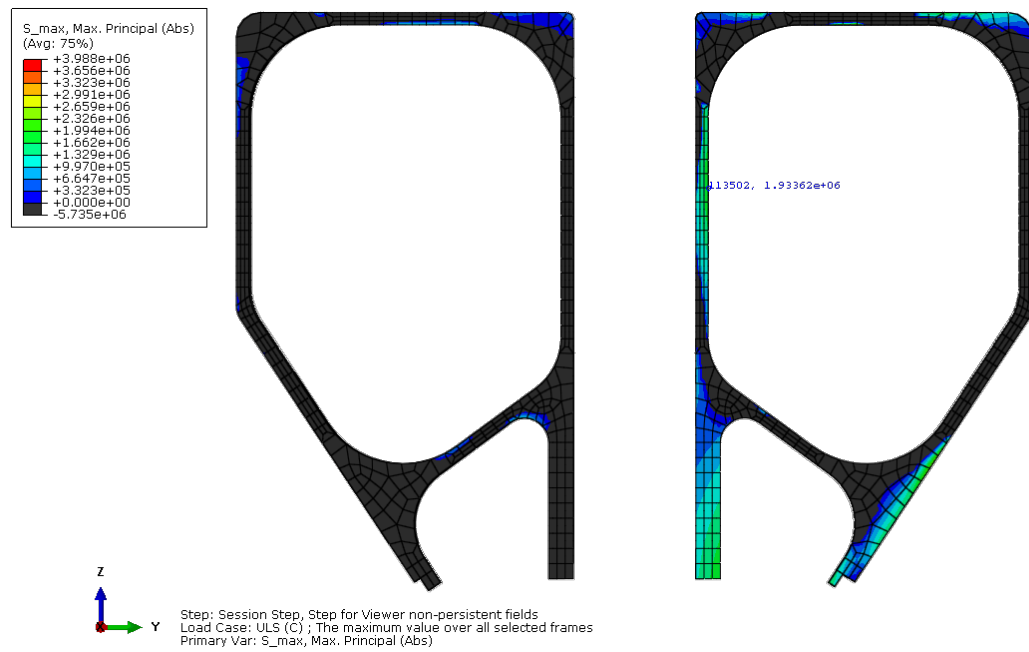 S_max, Max. Principal (Abs)
(Avg: 75%)
+3.988e+06
+3.656e+06
+3.323e+06
+2.991e+06
+2.659e+06
+2.326e+06
+1.994e+06
+1.662e+06
+1.329e+06
+9.970e+05
+6.647e+05
+3.323e+05
+0.000e+00
-5.735e+06
113502, 1.93362e+06
Z
Y
X
Step: Session Step, Step for Viewer non-persistent fields
Load Case: ULS (C) ; The maximum value over all selected frames
Primary Var: S_max, Max. Principal (Abs)